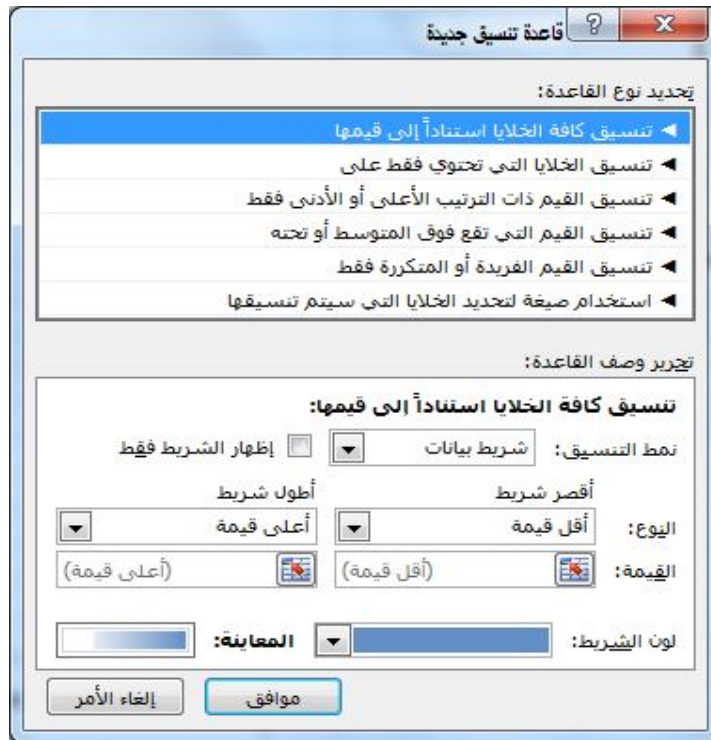 قاعدة تنسيق جديدة
تحديد نوع القاعدة:
◄ تنسيق كافة الخلايا استناداً إلى قيمها
◄ تنسيق الخلايا التي تحتوي فقط على
◄ تنسيق القيم ذات الترتيب الأعلى أو الأدنى فقط
◄ تنسيق القيم التي تقع فوق المتوسط أو تحته
◄ تنسيق القيم الفريدة أو المتكررة فقط
◄ استخدام صيغة لتحديد الخلايا التي سيتم تنسيقها
تحرير وصف القاعدة:
تنسيق كافة الخلايا استناداً إلى قيمها:
نمط التنسيق: شريط بيانات إظهار الشريط فقط
أقصر شريط أطول شريط
النوع: أقل قيمة أعلى قيمة
القيمة: (أقل قيمة) (أعلى قيمة)
لون الشريط: المعاينة:
موافق إلغاء الأمر